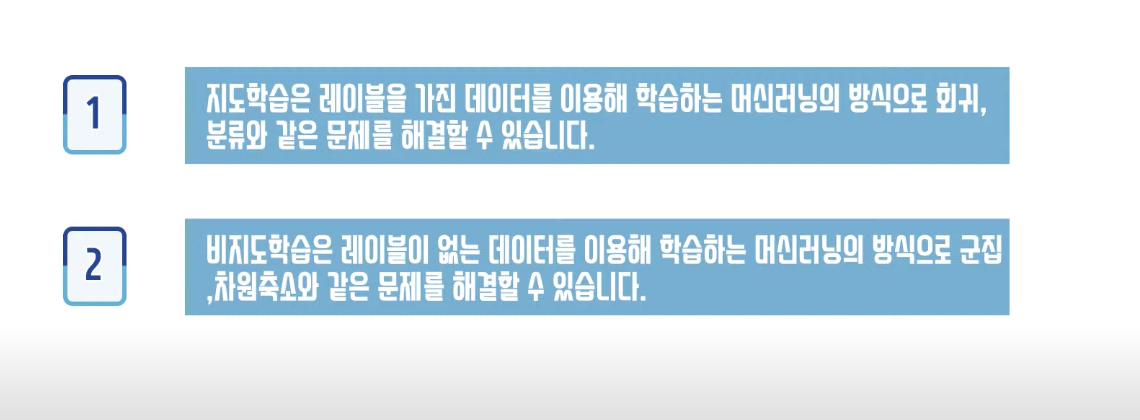 1
지도학습은 레이블을 가진 데이터를 이용해 학습하는 머신러닝의 방식으로 회귀,
분류와 같은 문제를 해결할 수 있습니다.
2
비지도학습은 레이블이 없는 데이터를 이용해 학습하는 머신러닝의 방식으로 군집
,차원축소와 같은 문제를 해결할 수 있습니다.